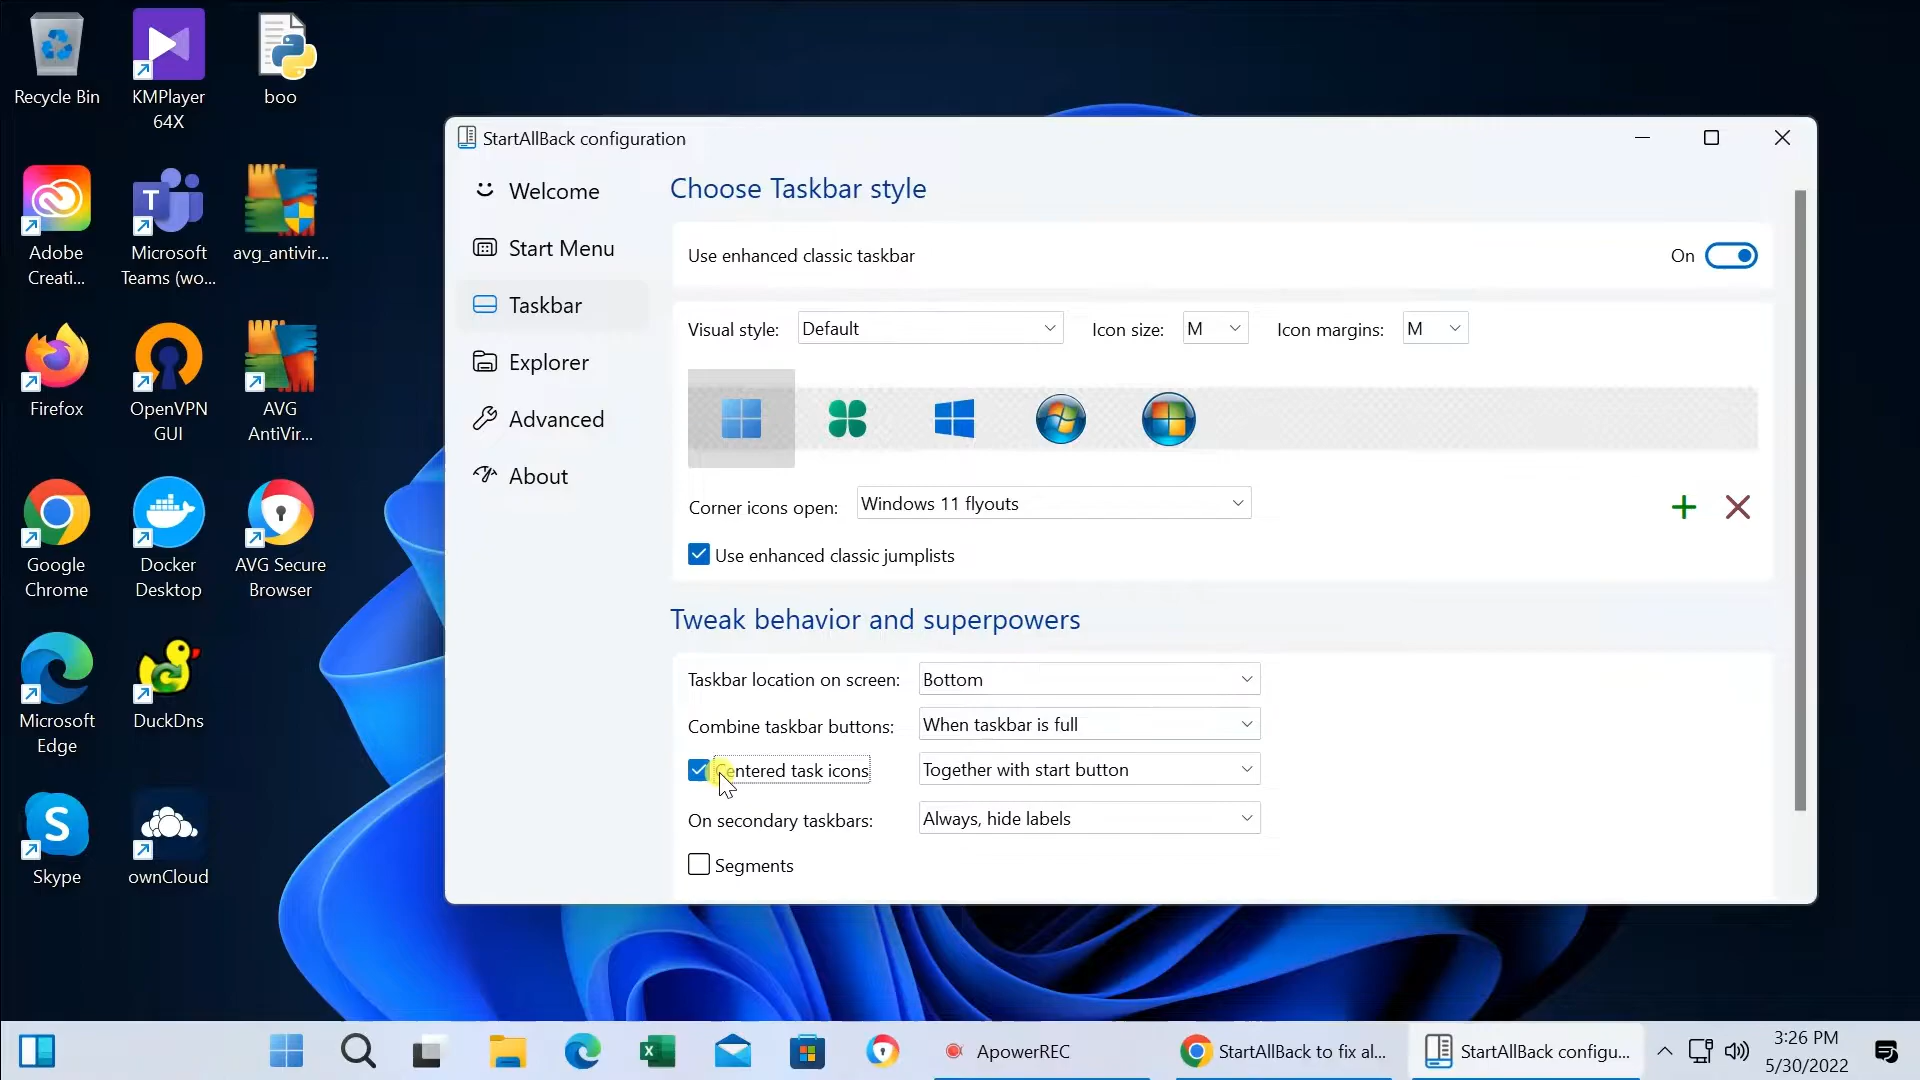 Recycle Bin
KMPlayer
64X
boo
Adobe
Creati...
Microsoft
Teams (wo...
avg_antivir...
Firefox
OpenVPN
GUI
AVG
AntiVir...
Google
Chrome
Docker
Desktop
AVG Secure
Browser
Microsoft
Edge
DuckDns
Skype
ownCloud
StartAllBack configuration
Welcome
Start Menu
Taskbar
Explorer
Advanced
About
Choose Taskbar style
Use enhanced classic taskbar
On
Visual style:
Default
Icon size:
M
Icon margins:
M
Corner icons open:
Windows 11 flyouts
Use enhanced classic jumplists
Tweak behavior and superpowers
Taskbar location on screen:
Bottom
Combine taskbar buttons:
When taskbar is full
Centered task icons
Together with start button
On secondary taskbars:
Always, hide labels
Segments
ApowerREC
StartAllBack to fix al...
StartAllBack configu...
3:26 PM
5/30/2022